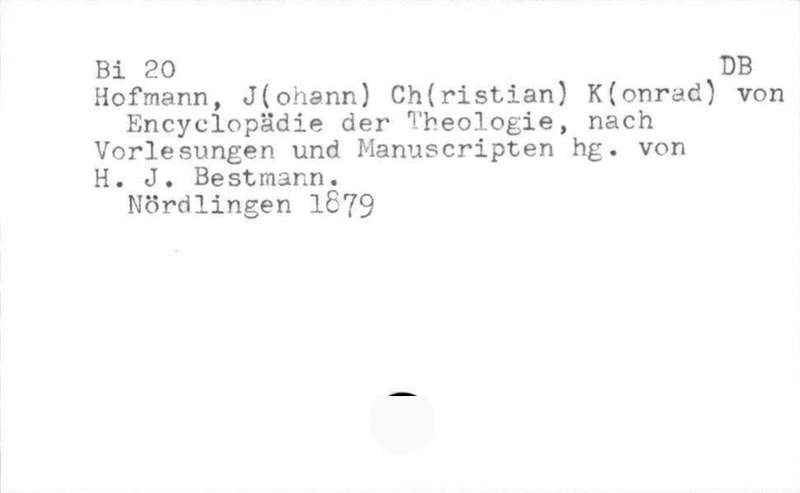 Bi 20 DB
Hofmann, J(ohann) Ch(ristian) K(onrad) von
Encyclopädie der Theologie, nach
Vorlesungen und Manuscripten hg. von
H. J. Bestmann.
Nördlingen 1879